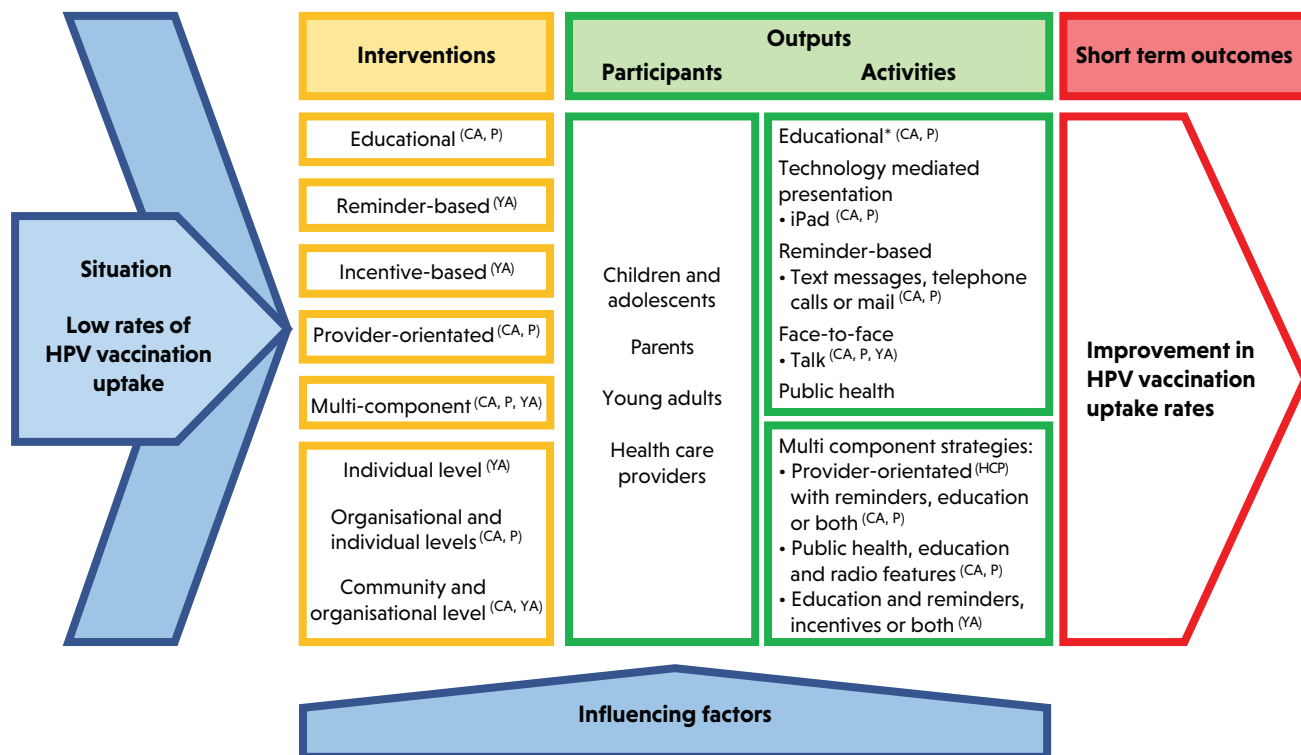 Situation
Low rates of
HPV vaccination
uptake
Interventions
Educational (CA, P)
Reminder-based (YA)
Incentive-based (YA)
Provider-orientated (CA, P)
Multi-component (CA, P, YA)
Individual level (YA)
Organisational and
individual levels (CA, P)
Community and
organisational level (CA, YA)
Outputs
Participants
Activities
Children and
adolescents
Parents
Young adults
Health care
providers
Educational* (CA, P)
Technology mediated
presentation
• iPad (CA, P)
Reminder-based
• Text messages, telephone
calls or mail (CA, P)
Face-to-face
• Talk (CA, P, YA)
Public health
Multi component strategies:
• Provider-orientated (HCP)
with reminders, education
or both (CA, P)
• Public health, education
and radio features (CA, P)
• Education and reminders,
incentives or both (YA)
Short term outcomes
Improvement in
HPV vaccination
uptake rates
Influencing factors